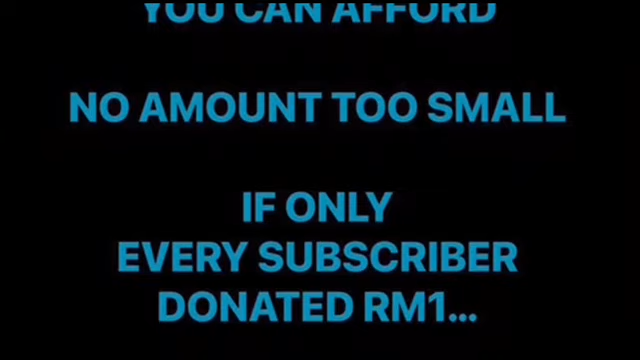 YOU CAN AFFORD
NO AMOUNT TOO SMALL
IF ONLY
EVERY SUBSCRIBER
DONATED RM1...